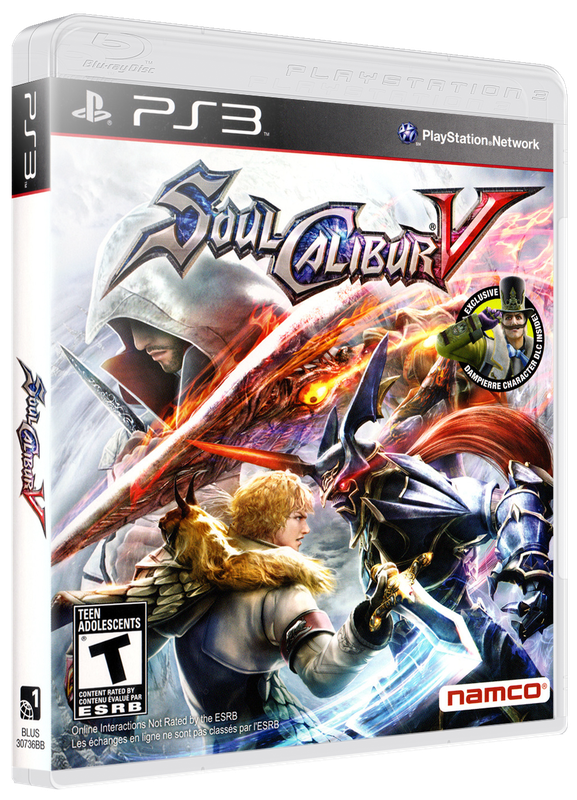 Blu-ray Disc
PLAYSTATION 3
PS3
PS3™
PlayStation®Network
SOULCALIBUR®V
EXCLUSIVE
DAMPIERRE CHARACTER DLC INSIDE!
SOULCALIBUR V
TEEN
ADOLESCENTS
T
CONTENT RATED BY
CONTENU ÉVALUÉ PAR
ESRB
Online Interactions Not Rated by the ESRB
Les échanges en ligne ne sont pas classés par l'ESRB
namco®
1
BLUS
30736BB